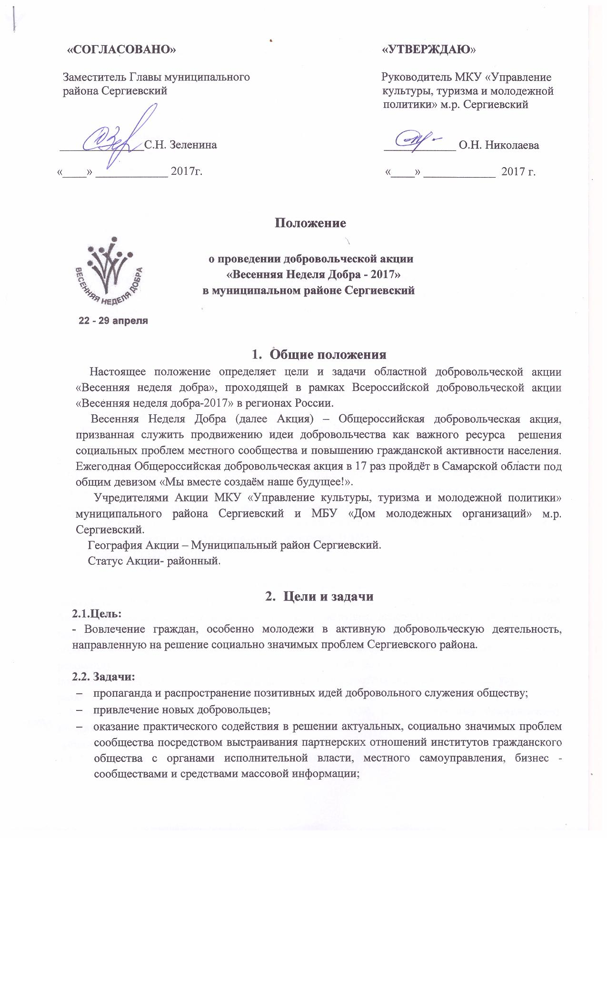 «СОГЛАСОВАНО»
Заместитель Главы муниципального
района Сергиевский
______________С.Н. Зеленина
«____» ____________ 2017г.
«УТВЕРЖДАЮ»
Руководитель МКУ «Управление
культуры, туризма и молодежной
политики» м.р. Сергиевский
____________ О.Н. Николаева
«____» ____________ 2017 г.
Положение
о проведении добровольческой акции
«Весенняя Неделя Добра - 2017»
в муниципальном районе Сергиевский
ВЕСЕННЯЯ НЕДЕЛЯ ДОБРА
22 - 29 апреля
1. Общие положения
Настоящее положение определяет цели и задачи областной добровольческой акции
«Весенняя неделя добра», проходящей в рамках Всероссийской добровольческой акции
«Весенняя неделя добра-2017» в регионах России.
Весенняя Неделя Добра (далее Акция) – Общероссийская добровольческая акция,
призванная служить продвижению идеи добровольчества как важного ресурса решения
социальных проблем местного сообщества и повышению гражданской активности населения.
Ежегодная Общероссийская добровольческая акция в 17 раз пройдёт в Самарской области под
общим девизом «Мы вместе создаём наше будущее!».
Учредителями Акции МКУ «Управление культуры, туризма и молодежной политики»
муниципального района Сергиевский и МБУ «Дом молодежных организаций» м.р.
Сергиевский.
География Акции – Муниципальный район Сергиевский.
Статус Акции- районный.
2. Цели и задачи
2.1.Цель:
- Вовлечение граждан, особенно молодежи в активную добровольческую деятельность,
направленную на решение социально значимых проблем Сергиевского района.
2.2. Задачи:
– пропаганда и распространение позитивных идей добровольного служения обществу;
– привлечение новых добровольцев;
– оказание практического содействия в решении актуальных, социально значимых проблем
сообщества посредством выстраивания партнерских отношений институтов гражданского
общества с органами исполнительной власти, местного самоуправления, бизнес -
сообществами и средствами массовой информации;